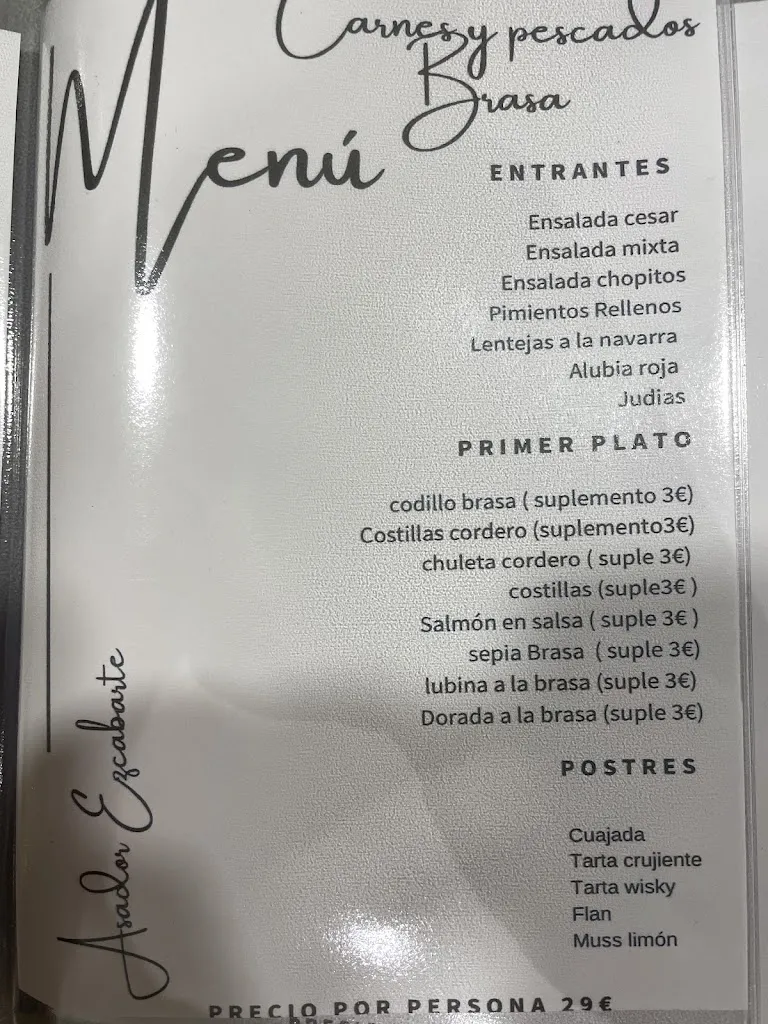 Carnes y pescados
Brasa
Menú
ENTRANTES
Ensalada cesar
Ensalada mixta
Ensalada chopitos
Pimientos Rellenos
Lentejas a la navarra
Alubia roja
Judias
PRIMER PLATO
codillo brasa ( suplemento 3€)
Costillas cordero (suplemento3€)
chuleta cordero ( suple 3€)
costillas (suple3€ )
Salmón en salsa ( suple 3€ )
sepia Brasa ( suple 3€)
lubina a la brasa (suple 3€)
Dorada a la brasa (suple 3€)
POSTRES
Cuajada
Tarta crujiente
Tarta wisky
Flan
Muss limón
Asador Ezcabarte
PRECIO POR PERSONA 29€